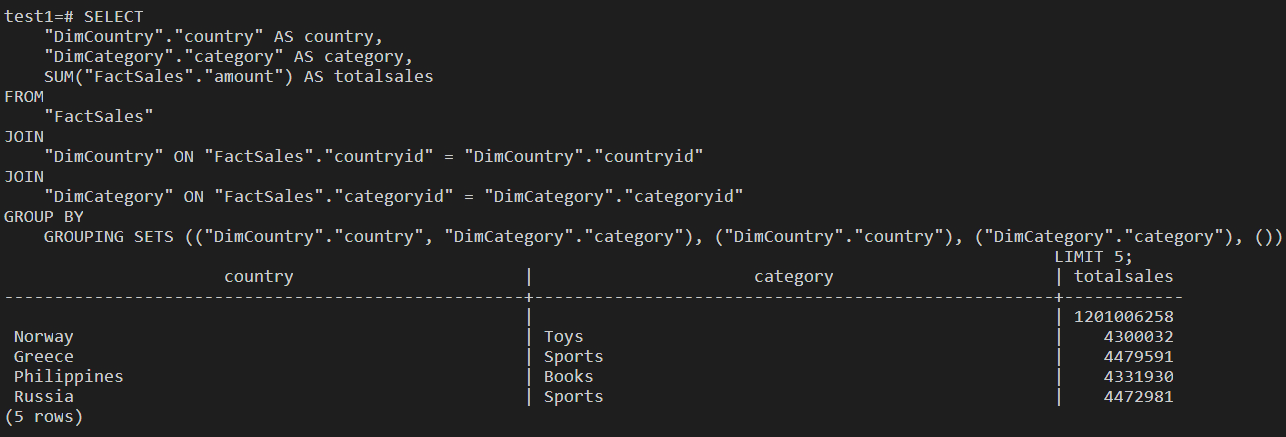 test1=# SELECT
    "DimCountry"."country" AS country,
    "DimCategory"."category" AS category,
    SUM("FactSales"."amount") AS totalsales
FROM
    "FactSales"
JOIN
    "DimCountry" ON "FactSales"."countryid" = "DimCountry"."countryid"
JOIN
    "DimCategory" ON "FactSales"."categoryid" = "DimCategory"."categoryid"
GROUP BY
    GROUPING SETS (("DimCountry"."country", "DimCategory"."category"), ("DimCountry"."country"), ("DimCategory"."category"), ())
LIMIT 5;
country | category | totalsales
----------------------------------------------------+----------------------------------------------------+------------
 | | 1201006258
Norway | Toys | 4300032
Greece | Sports | 4479591
Philippines | Books | 4331930
Russia | Sports | 4472981
(5 rows)